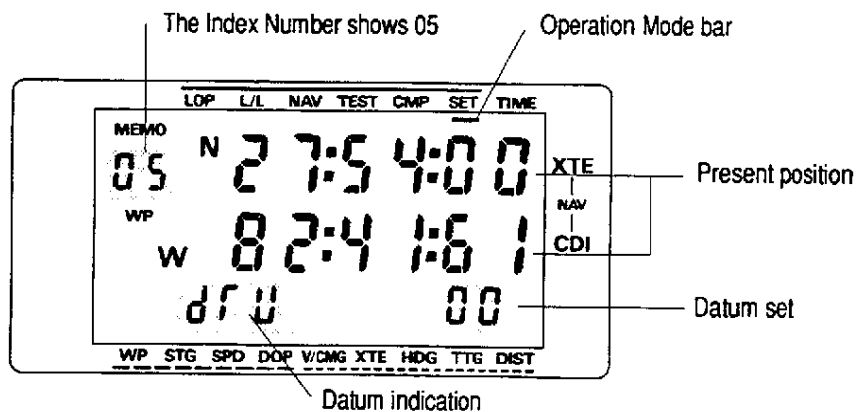 The Index Number shows 05
Operation Mode bar
LOP L/L NAV TEST CMP SET TIME
MEMO
05
N 27:54:00
XTE
Present position
NAV
WP
W 82:41:61
CDI
dTU 00
Datum set
WP STG SPD DOP V/CMG XTE HDG TTG DIST
Datum indication